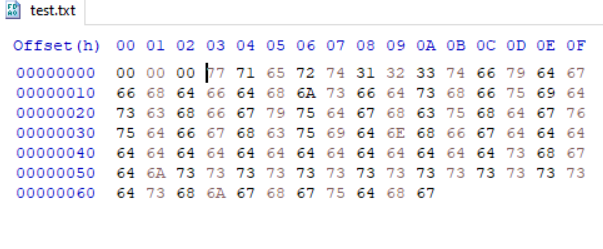 test.txt
Offset(h) 00 01 02 03 04 05 06 07 08 09 0A 0B 0C 0D 0E 0F
00000000 00 00 00 77 71 65 72 74 31 32 33 74 66 79 64 67
00000010 66 68 64 66 64 68 6A 73 66 64 73 68 66 75 69 64
00000020 73 63 68 66 67 79 75 64 67 68 63 75 68 64 67 76
00000030 75 64 66 67 68 63 75 69 64 6E 68 66 67 64 64 64
00000040 64 64 64 64 64 64 64 64 64 64 64 64 64 73 68 67
00000050 64 6A 73 73 73 73 73 73 73 73 73 73 73 73 73 73
00000060 64 73 68 6A 67 68 67 75 64 68 67